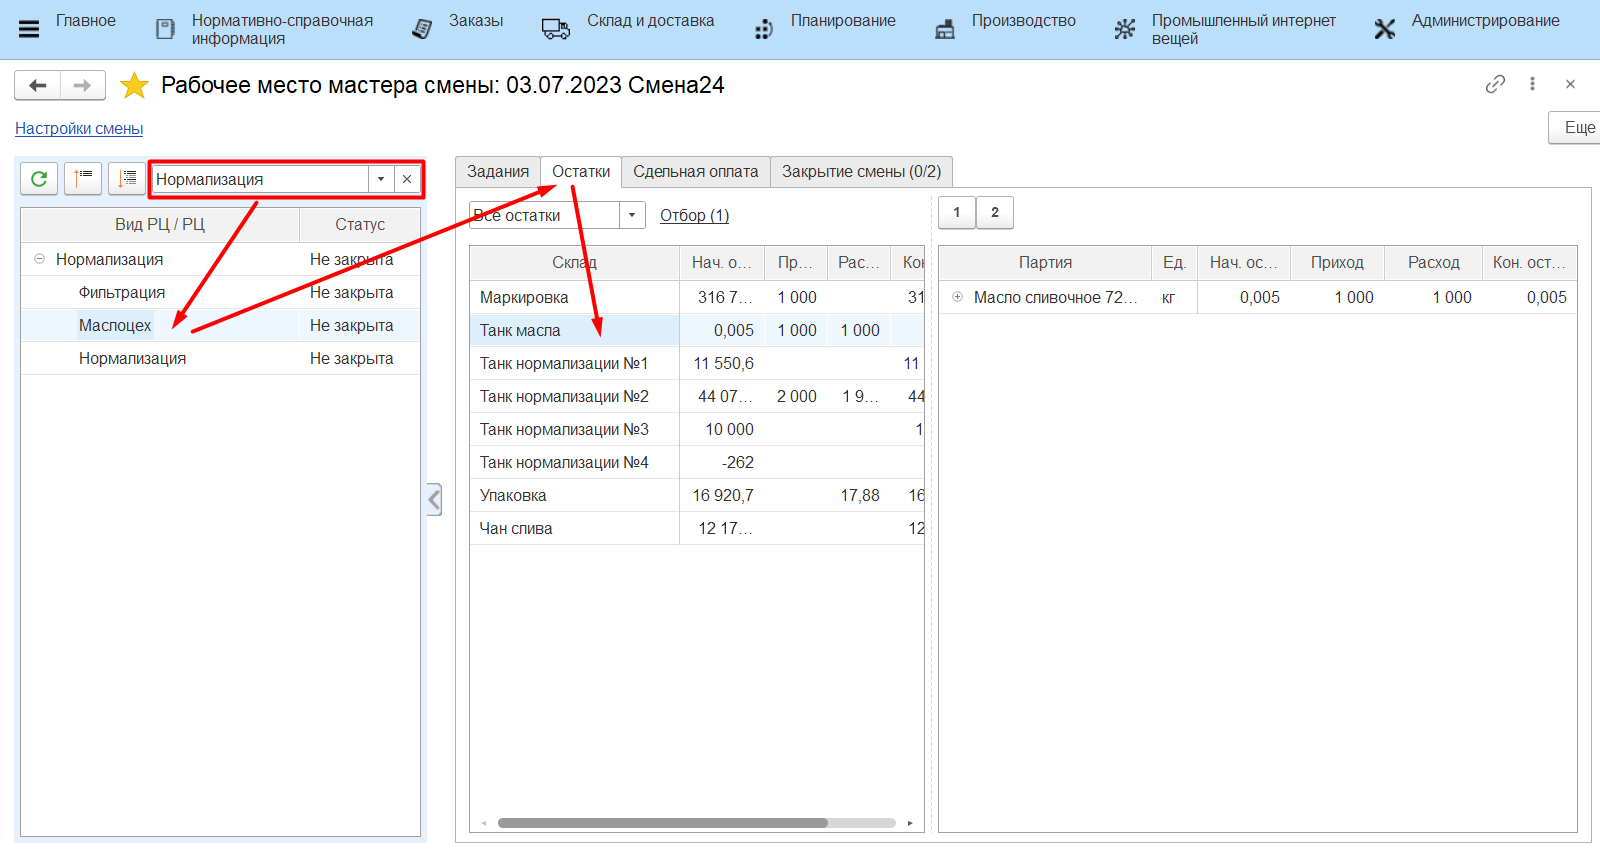 Главное
Нормативно-справочная
информация
Заказы
Склад и доставка
Планирование
Производство
Промышленный интернет
вещей
Администрирование
Рабочее место мастера смены: 03.07.2023 Смена24
Настройки смены
Еще
Нормализация
Вид РЦ / РЦ Статус
Нормализация Не закрыта
Фильтрация Не закрыта
Маслоцех Не закрыта
Нормализация Не закрыта
Задания Остатки Сдельная оплата Закрытие смены (0/2)
Все остатки Отбор (1)
Склад Нач. о... Пр... Рас... Кон
Маркировка 316 7... 1 000 31
Танк масла 0,005 1 000 1 000
Танк нормализации №1 11 550,6 11
Танк нормализации №2 44 07... 2 000 1 9... 44
Танк нормализации №3 10 000 1
Танк нормализации №4 -262
Упаковка 16 920,7 17,88 16
Чан слива 12 17... 12
1 2
Партия Ед. Нач. ос... Приход Расход Кон. ост...
Масло сливочное 72... кг 0,005 1 000 1 000 0,005